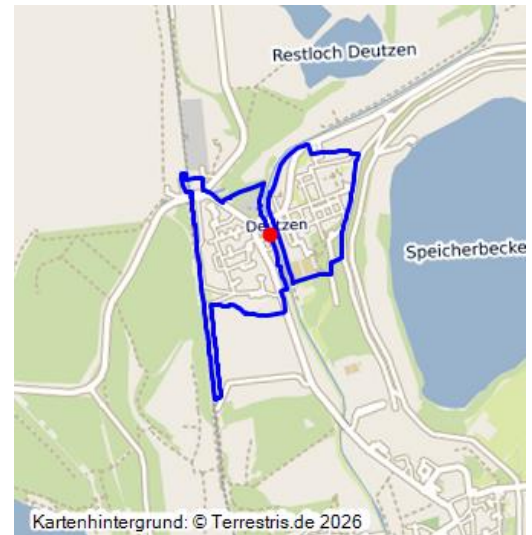 Restloch Deutzen
Deutzen
Speicherbecke
Kartenhintergrund: © Terrestris.de 2026